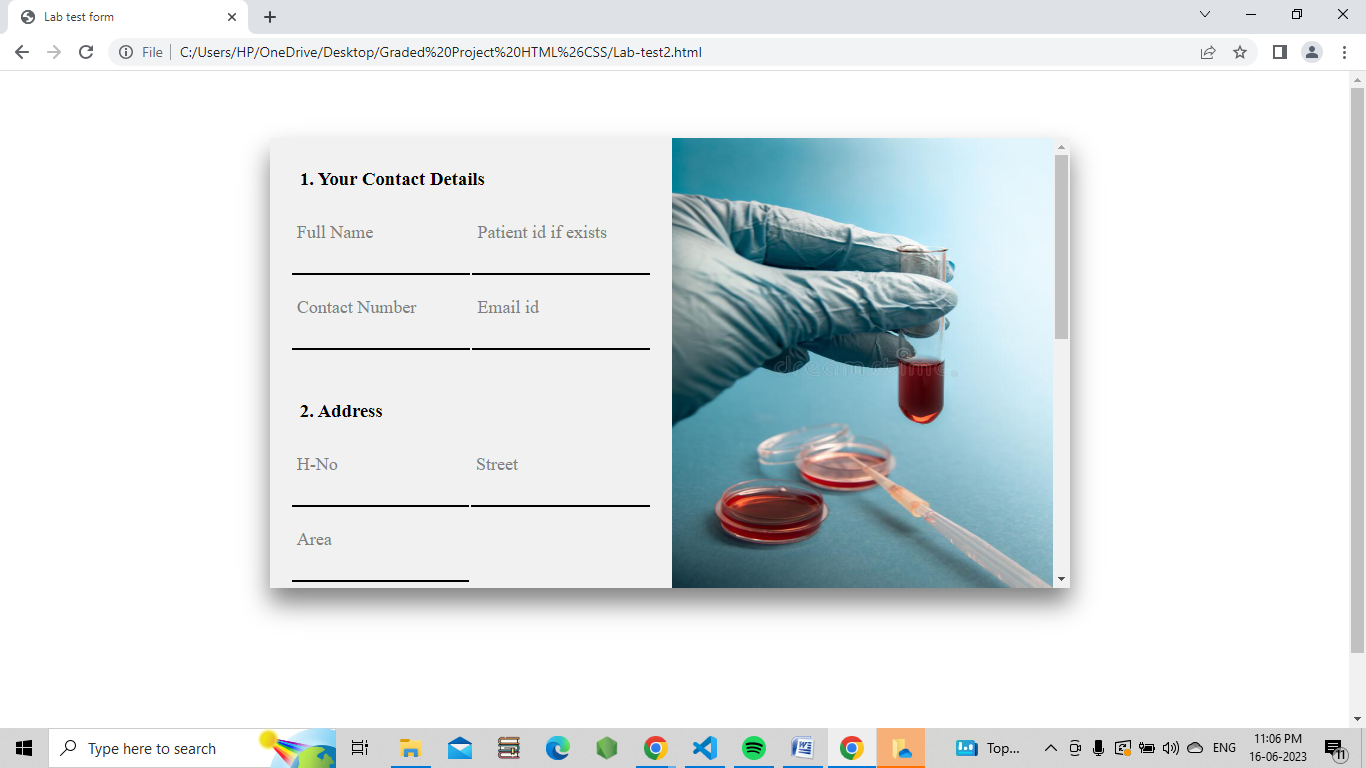 Lab test form
File
C:/Users/HP/OneDrive/Desktop/Graded%20Project%20HTML%26CSS/Lab-test2.html
1. Your Contact Details
Full Name Patient id if exists
Contact Number Email id
2. Address
H-No Street
Area
dreamstime.
Type here to search
Top...
ENG
11:06 PM
16-06-2023
11